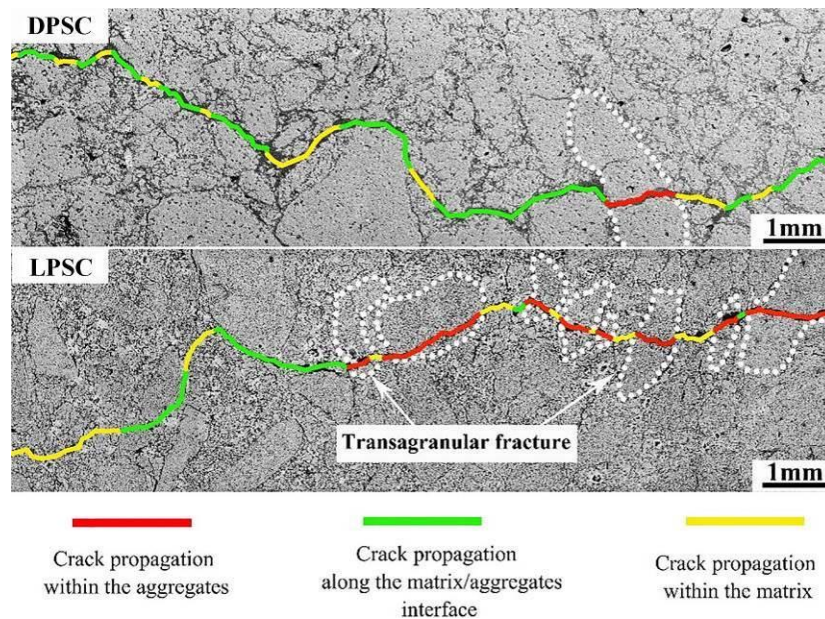 DPSC
1mm
LPSC
Transagranular fracture
1mm
Crack propagation
within the aggregates
Crack propagation
along the matrix/aggregates
interface
Crack propagation
within the matrix